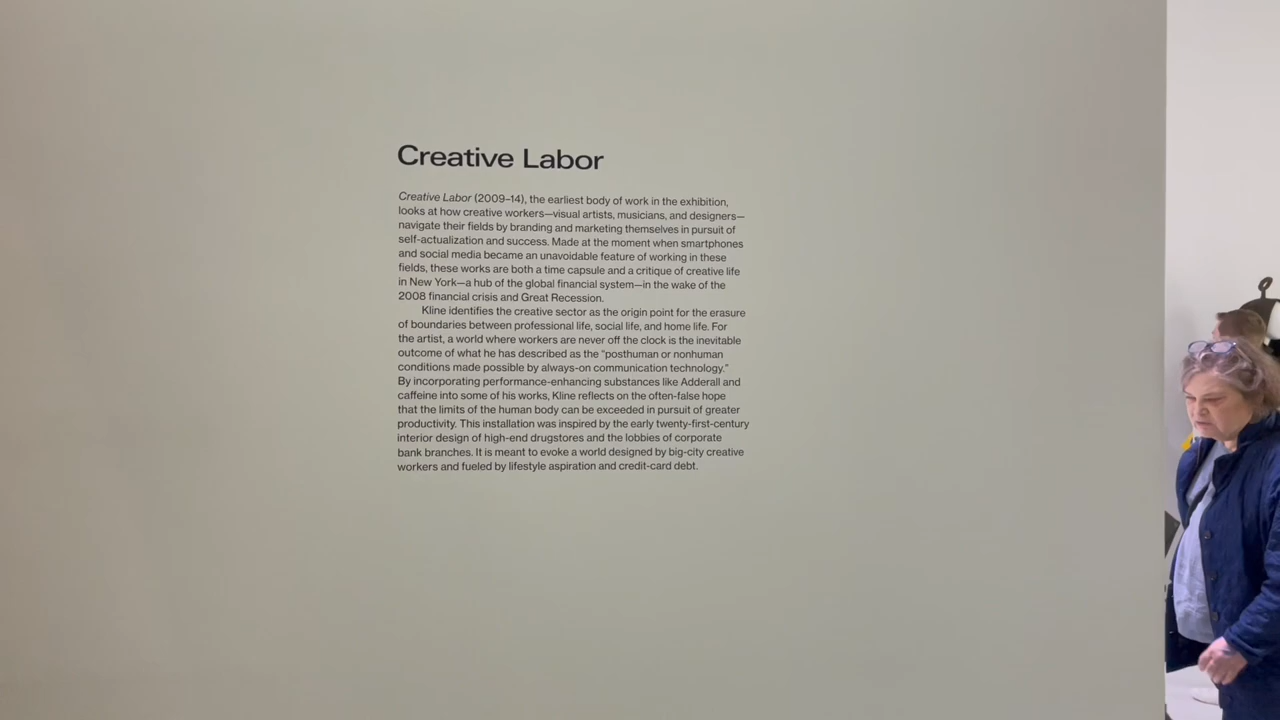 Creative Labor
Creative Labor (2009–14), the earliest body of work in the exhibition,
looks at how creative workers—visual artists, musicians, and designers—
navigate their fields by branding and marketing themselves in pursuit of
self-actualization and success. Made at the moment when smartphones
and social media became an unavoidable feature of working in these
fields, these works are both a time capsule and a critique of creative life
in New York—a hub of the global financial system—in the wake of the
2008 financial crisis and Great Recession.
Kline identifies the creative sector as the origin point for the erasure
of boundaries between professional life, social life, and home life. For
the artist, a world where workers are never off the clock is the inevitable
outcome of what he has described as the “posthuman or nonhuman
conditions made possible by always-on communication technology.”
By incorporating performance-enhancing substances like Adderall and
caffeine into some of his works, Kline reflects on the often-false hope
that the limits of the human body can be exceeded in pursuit of greater
productivity. This installation was inspired by the early twenty-first-century
interior design of high-end drugstores and the lobbies of corporate
bank branches. It is meant to evoke a world designed by big-city creative
workers and fueled by lifestyle aspiration and credit-card debt.